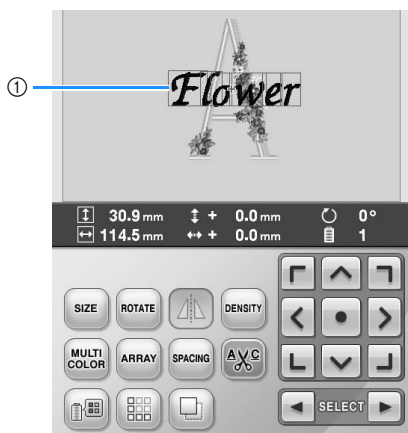 ①
A
Flower
30.9 mm + 0.0 mm 0°
114.5 mm + 0.0 mm 1
SIZE ROTATE DENSITY
MULTI COLOR ARRAY SPACING A C
SELECT